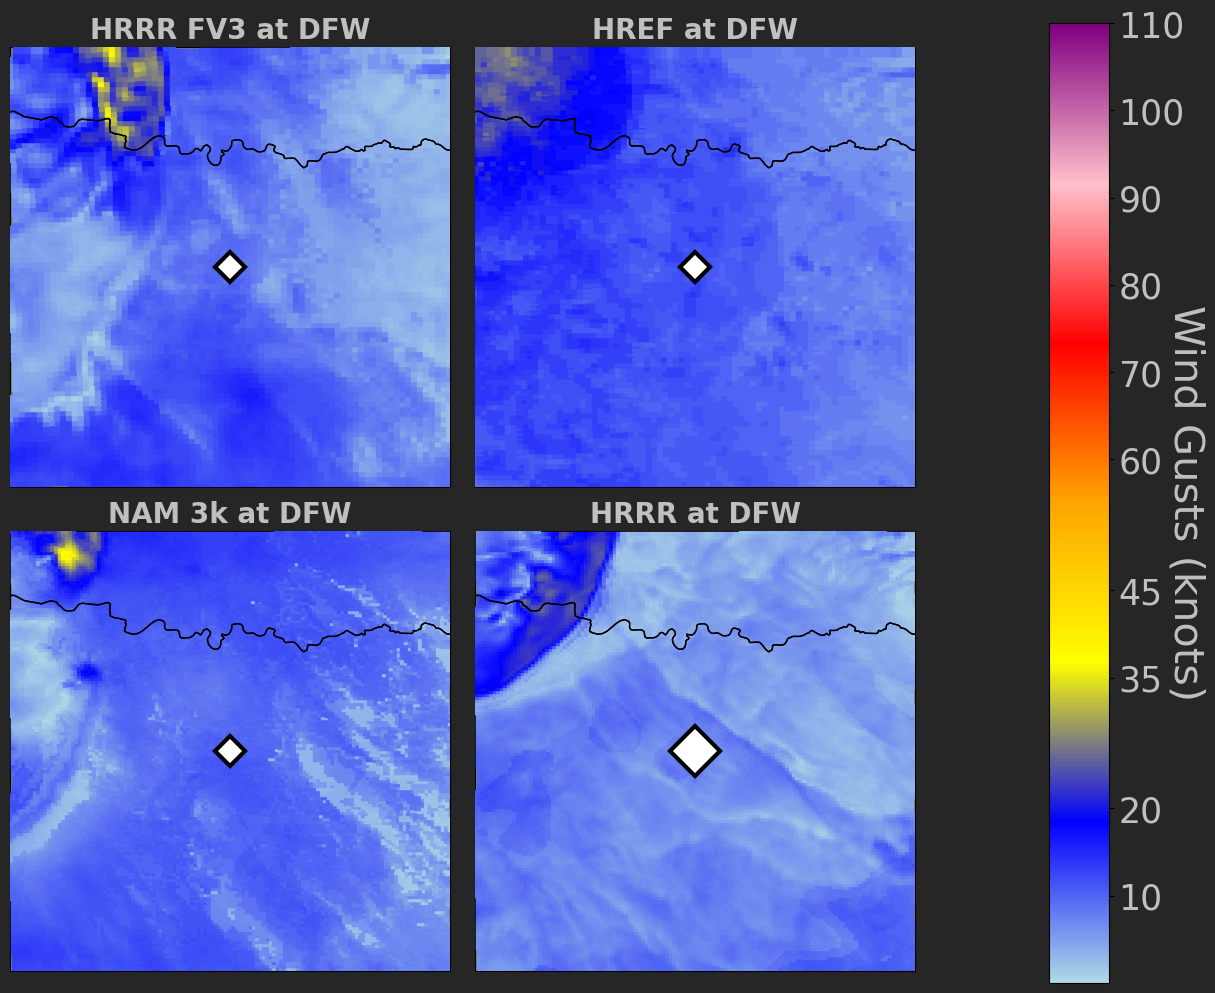 HRRR FV3 at DFW
HREF at DFW
NAM 3k at DFW
HRRR at DFW
110
100
90
80
70
60
45
35
20
10
Wind Gusts (knots)